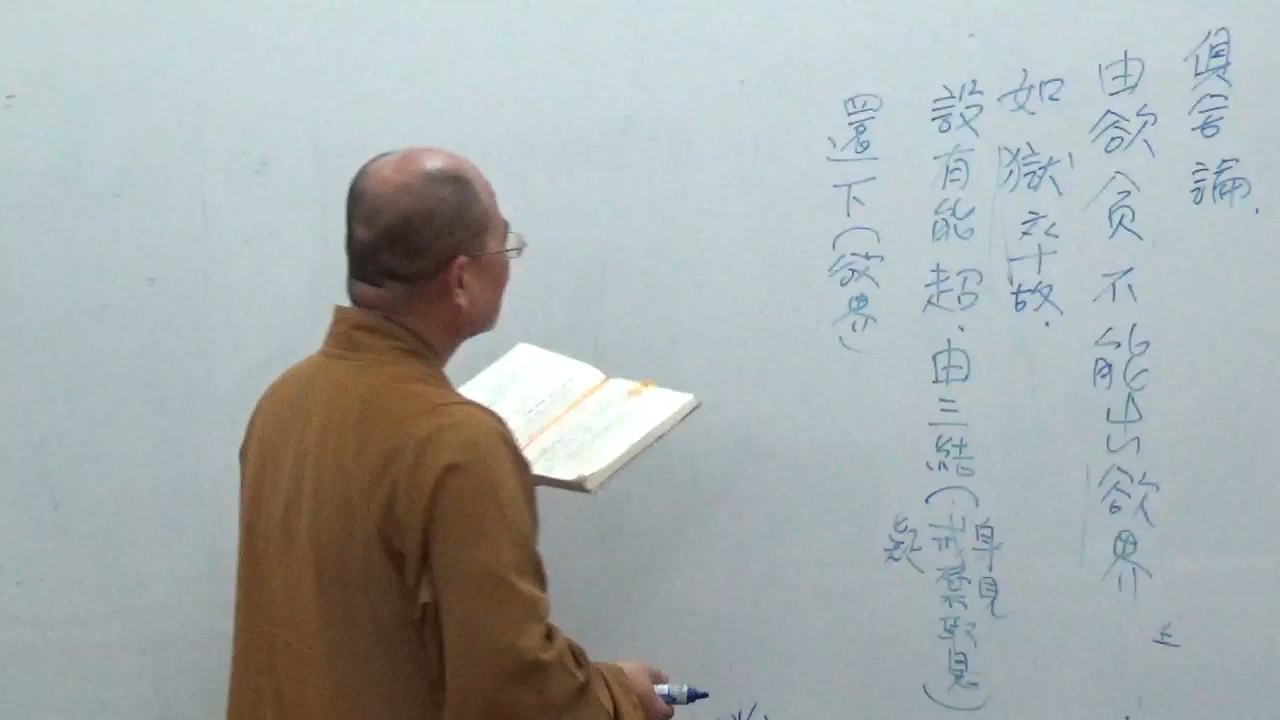 俱舍論.
由欲貪不能出欲界
如獄卒故.
設有能超.由三結(戒禁取見)
身見
疑
還下(欲界)